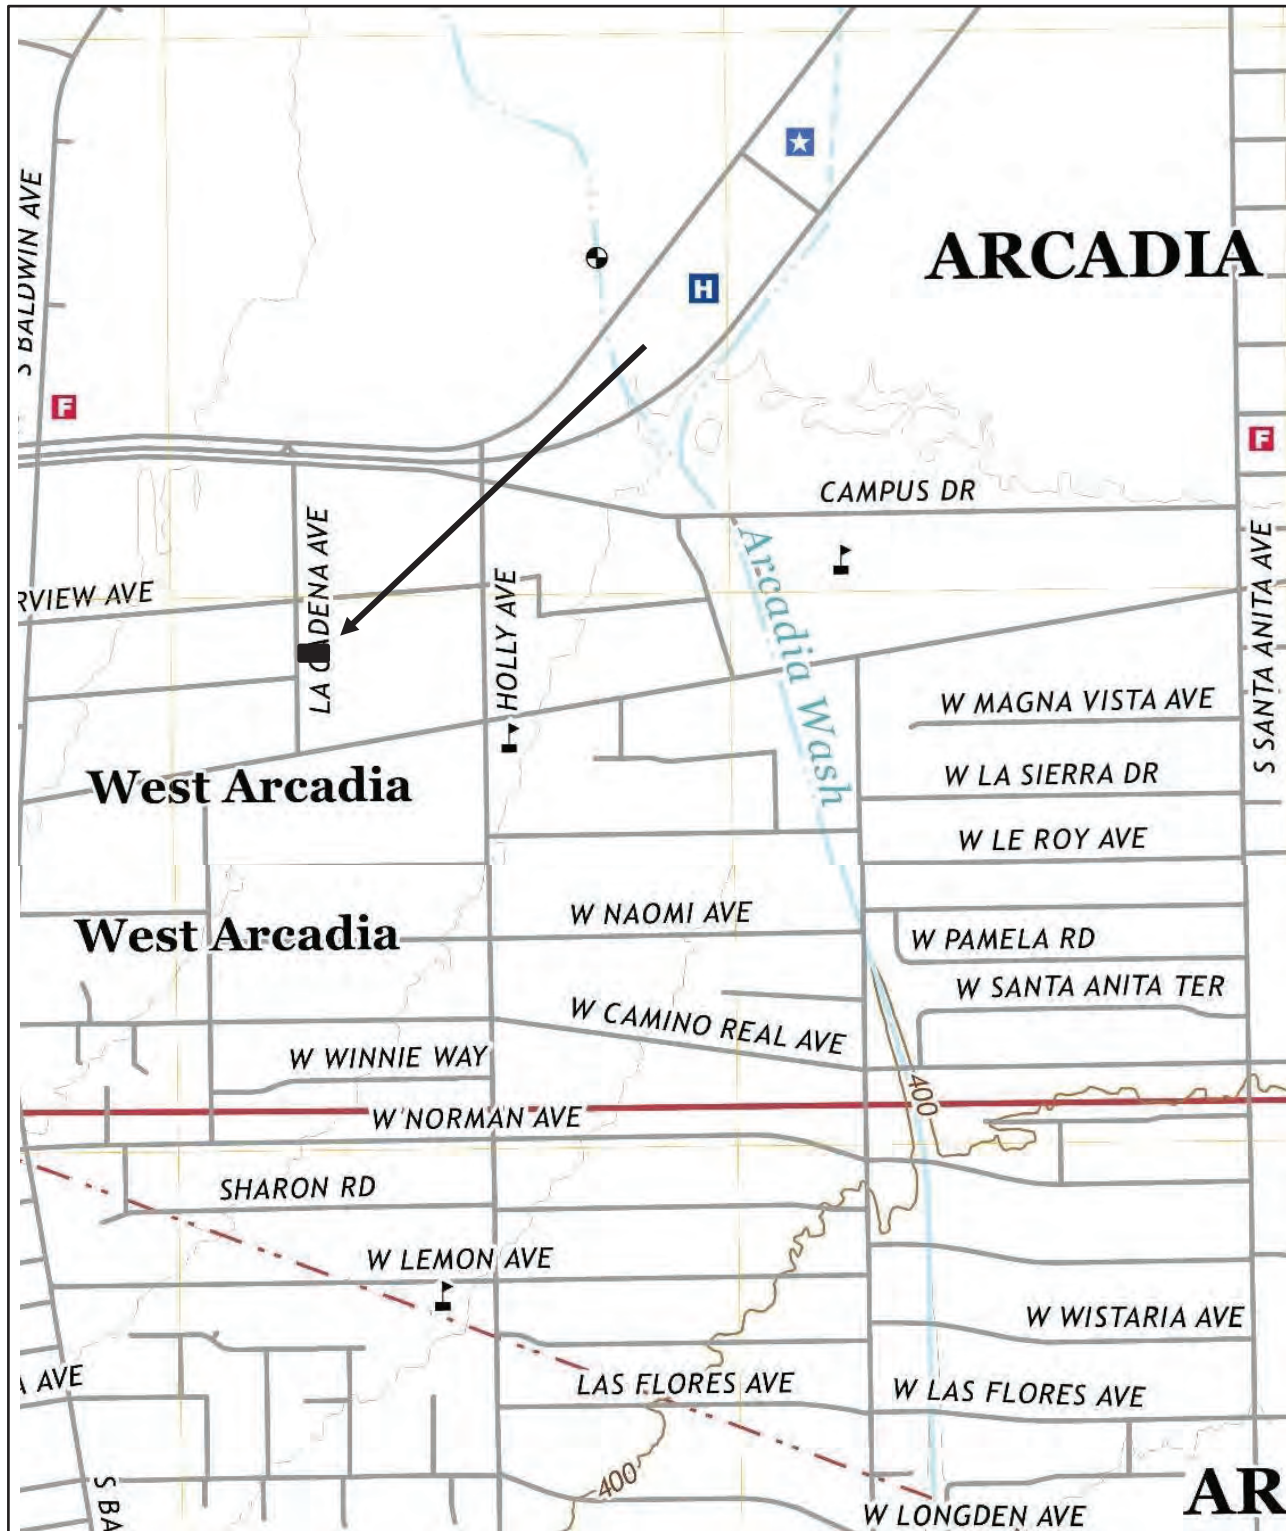 S BALDWIN AVE
ARCADIA
H
F
F
CAMPUS DR
LA CADENA AVE
RVIEW AVE
HOLLY AVE
Arcadia Wash
S SANTA ANITA AVE
W MAGNA VISTA AVE
W LA SIERRA DR
West Arcadia
W LE ROY AVE
W NAOMI AVE
West Arcadia
W PAMELA RD
W SANTA ANITA TER
W CAMINO REAL AVE
W WINNIE WAY
400
W NORMAN AVE
SHARON RD
W LEMON AVE
W WISTARIA AVE
A AVE
LAS FLORES AVE
W LAS FLORES AVE
400
S BA
AR
W LONGDEN AVE